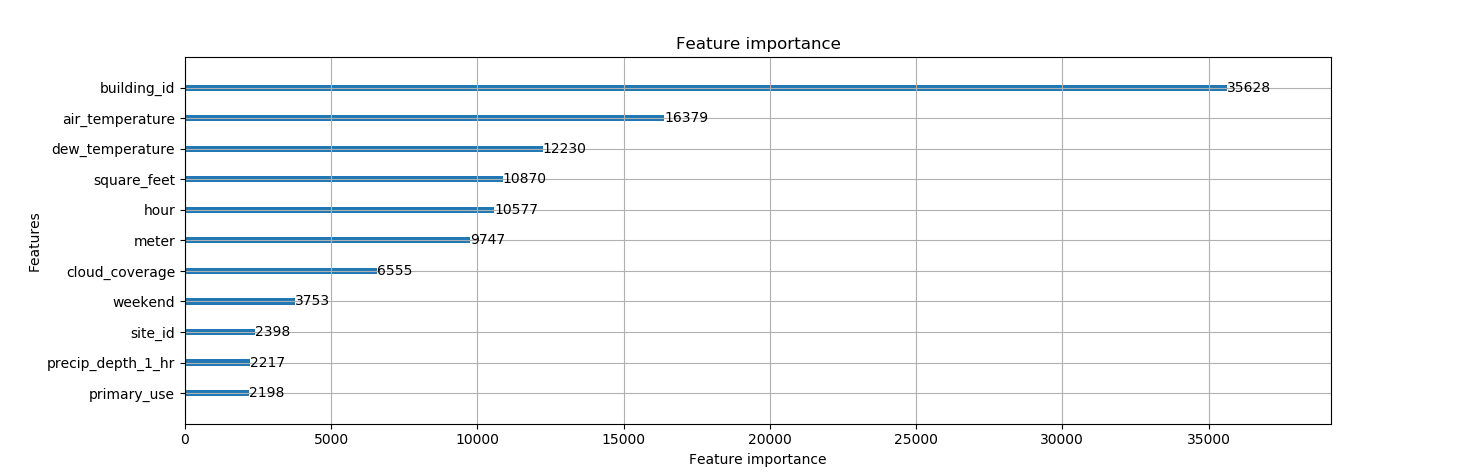 Feature importance
building_id 35628
air_temperature 16379
dew_temperature 12230
square_feet 10870
hour 10577
meter 9747
cloud_coverage 6555
weekend 3753
site_id 2398
precip_depth_1_hr 2217
primary_use 2198
Features
0 5000 10000 15000 20000 25000 30000 35000
Feature importance